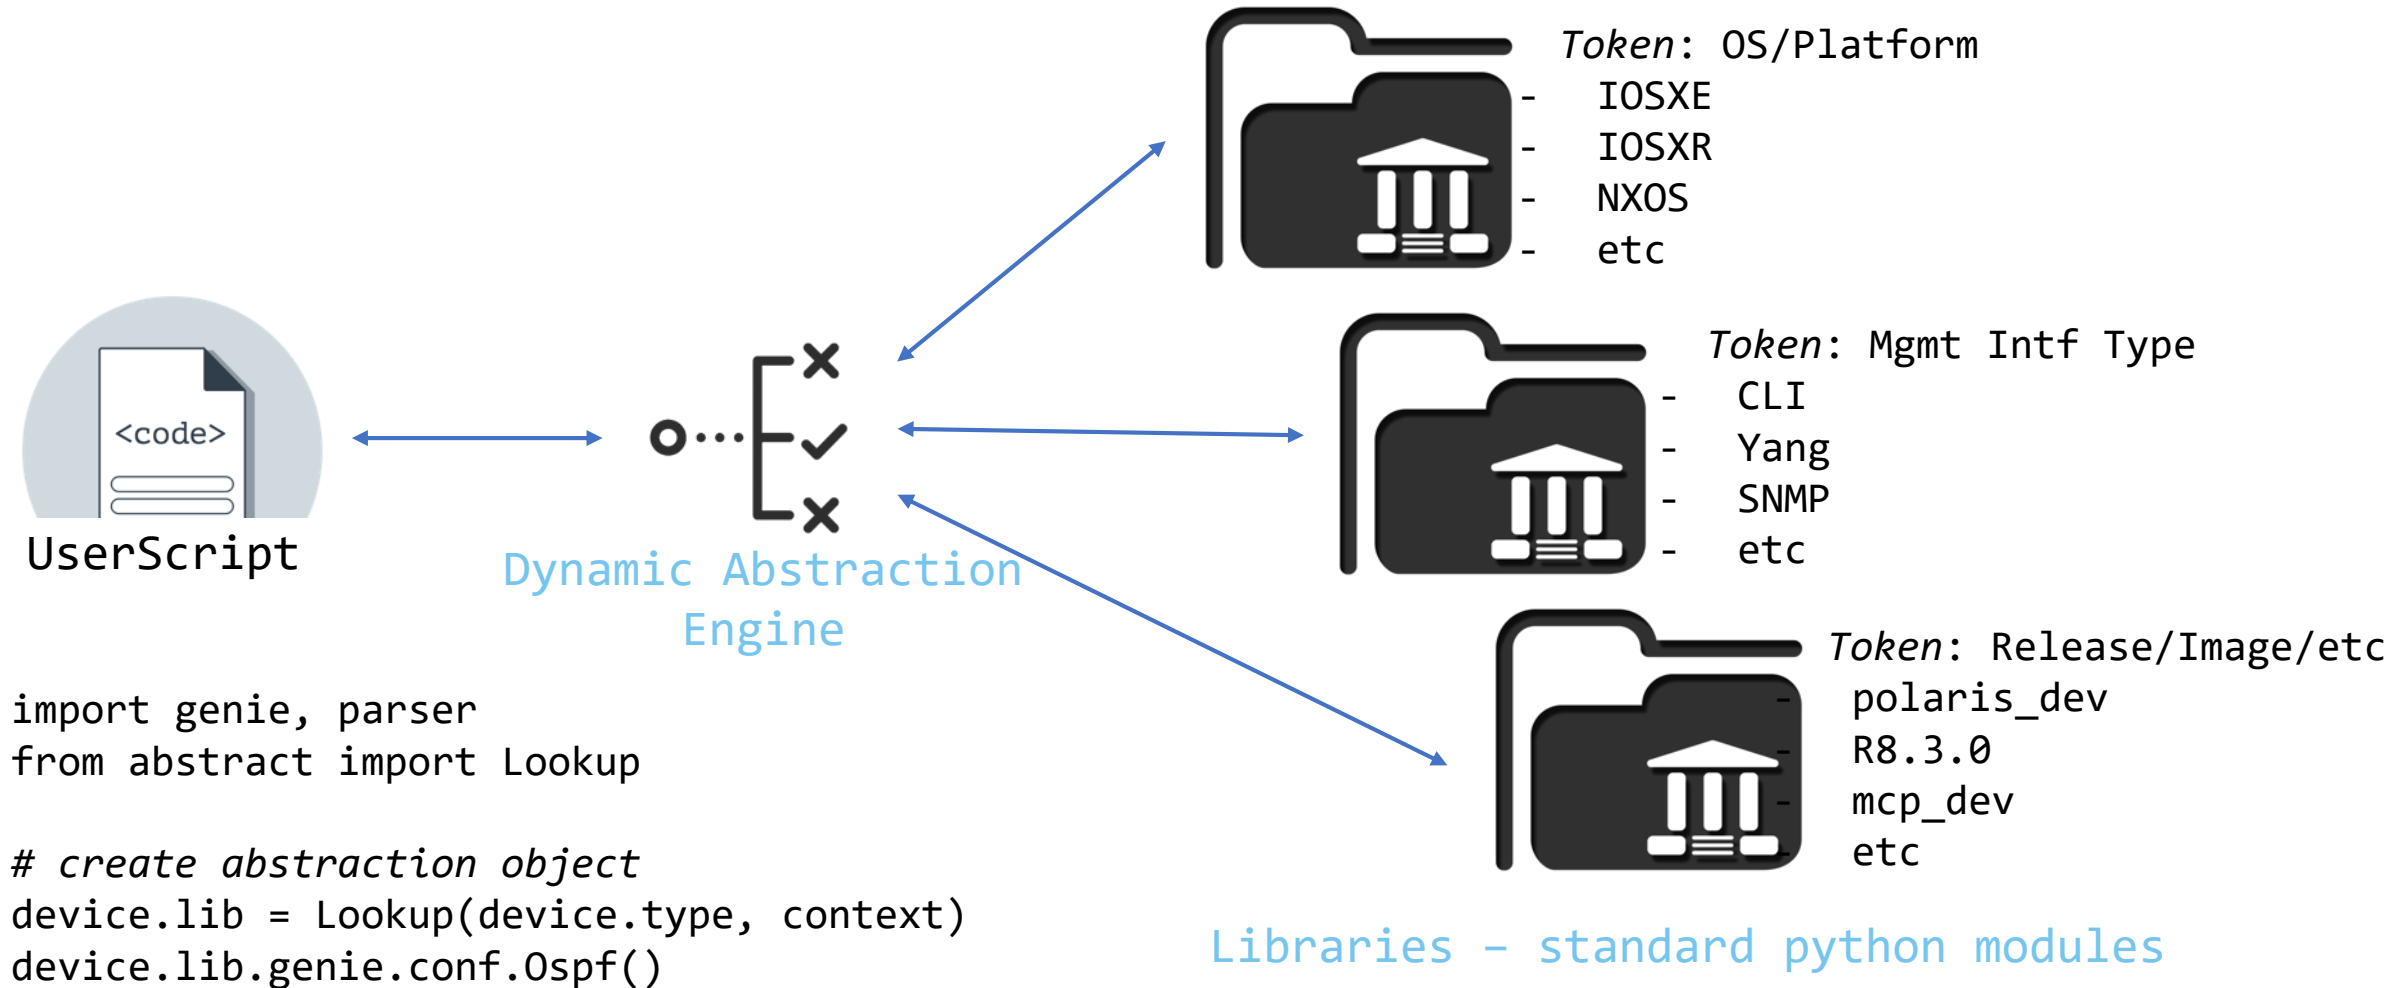 Token: OS/Platform
- IOSXE
- IOSXR
- NXOS
- etc
<code>
UserScript
Dynamic Abstraction
Engine
Token: Mgmt Intf Type
- CLI
- Yang
- SNMP
- etc
Token: Release/Image/etc
- polaris_dev
- R8.3.0
- mcp_dev
- etc
import genie, parser
from abstract import Lookup
# create abstraction object
device.lib = Lookup(device.type, context)
device.lib.genie.conf.Ospf()
Libraries – standard python modules